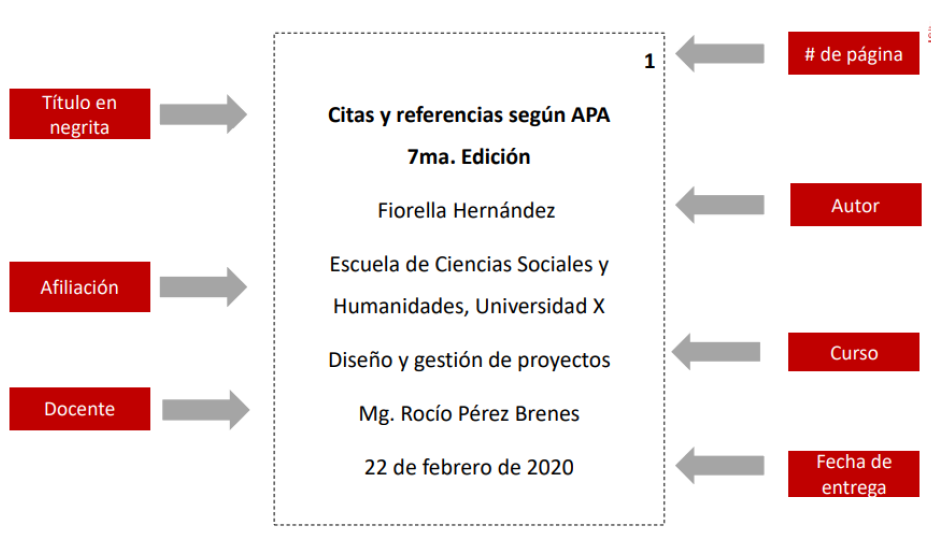 # de página
1
Título en
negrita
Citas y referencias según APA
7ma. Edición
Autor
Fiorella Hernández
Afiliación
Escuela de Ciencias Sociales y
Humanidades, Universidad X
Curso
Diseño y gestión de proyectos
Docente
Mg. Rocío Pérez Brenes
Fecha de
entrega
22 de febrero de 2020